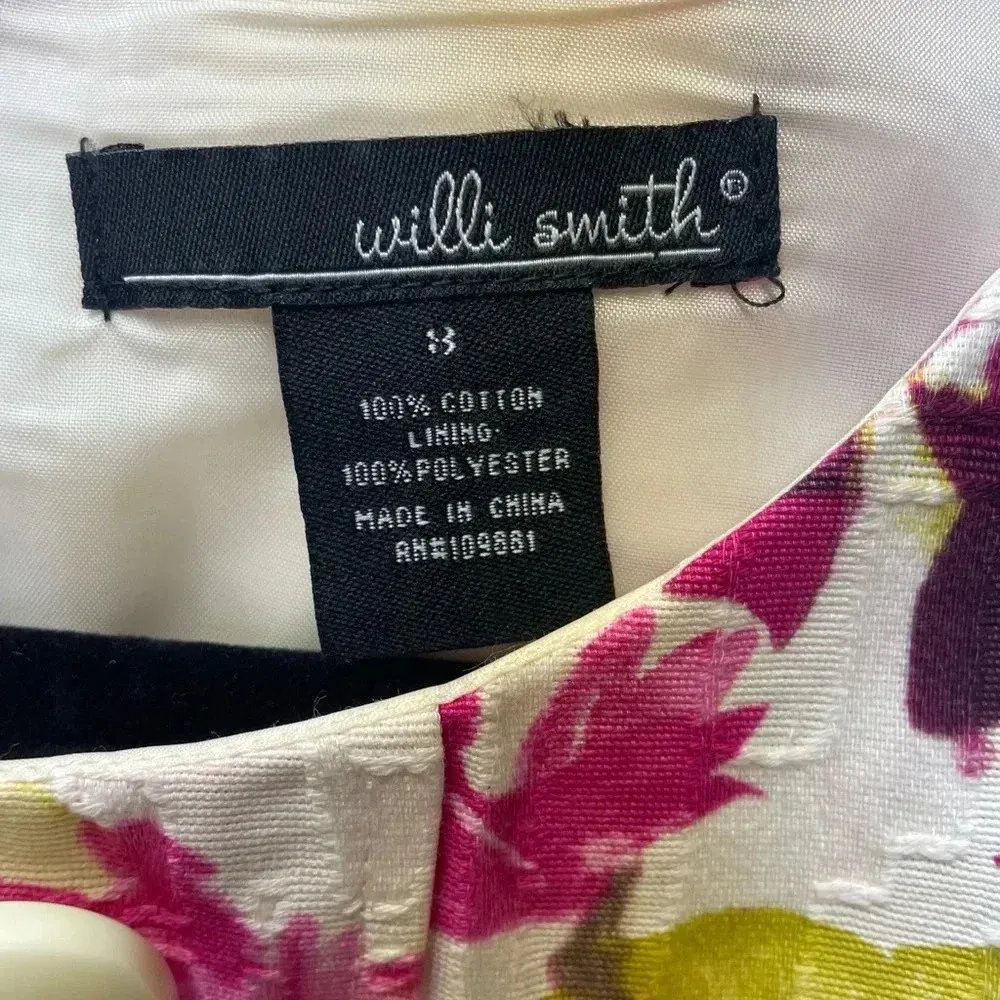 willi smith®
8
100% COTTON
LINING-
100% POLYESTER
MADE IN CHINA
RN#109881